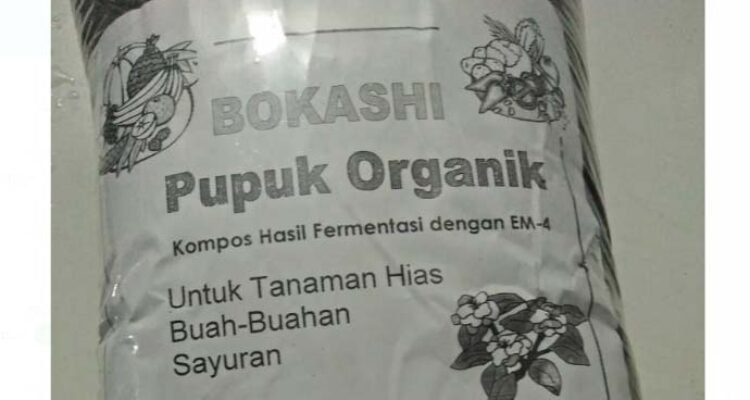 BOKASHI
Pupuk Organik
Kompos Hasil Fermentasi dengan EM-4
Untuk Tanaman Hias
Buah-Buahan
Sayuran